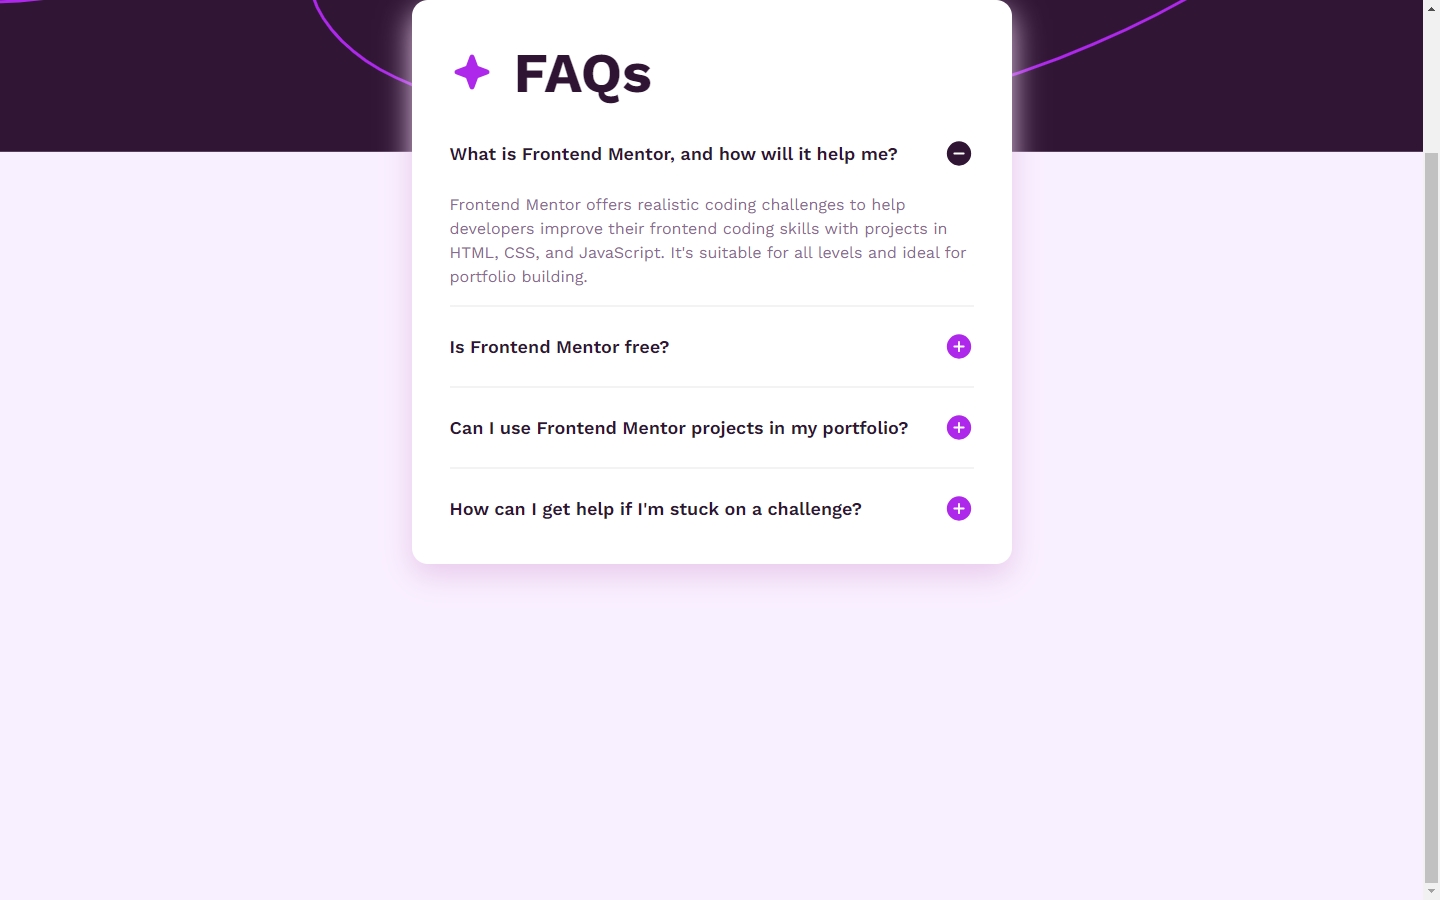 FAQs
What is Frontend Mentor, and how will it help me?
Frontend Mentor offers realistic coding challenges to help
developers improve their frontend coding skills with projects in
HTML, CSS, and JavaScript. It's suitable for all levels and ideal for
portfolio building.
Is Frontend Mentor free?
Can I use Frontend Mentor projects in my portfolio?
How can I get help if I'm stuck on a challenge?